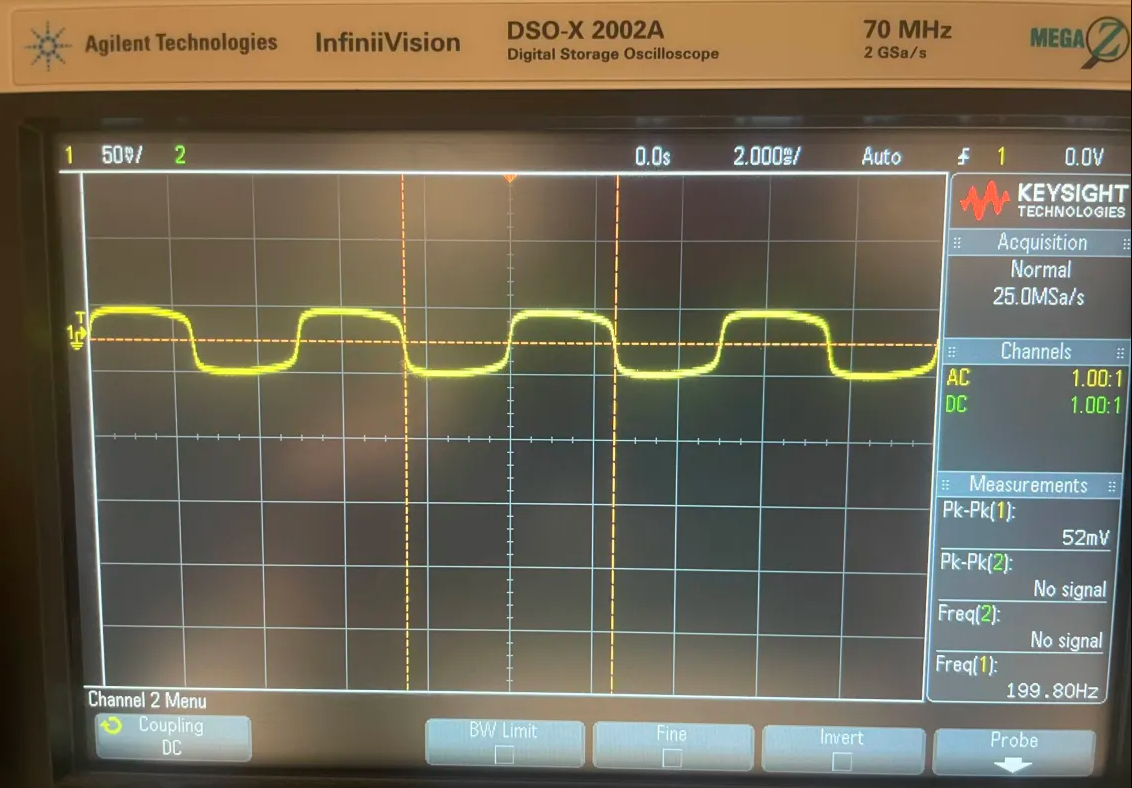 Agilent Technologies InfiniiVision DSO-X 2002A 70 MHz MEGA Z
Digital Storage Oscilloscope 2 GSa/s
1 50mV/ 2 0.0s 2.000ms/ Auto 1 0.0V
KEYSIGHT
TECHNOLOGIES
Acquisition
Normal
25.0MSa/s
T
1
Channels
AC 1.00:1
DC 1.00:1
Measurements
Pk-Pk(1):
52mV
Pk-Pk(2):
No signal
Freq(2):
No signal
Freq(1):
199.80Hz
Channel 2 Menu
Coupling
DC
BW Limit
Fine
Invert
Probe